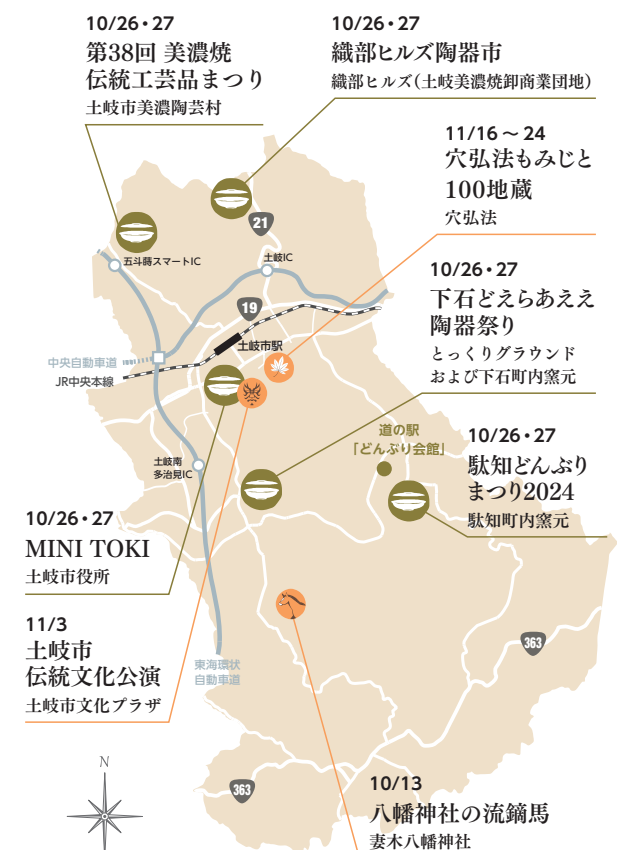 10/26・27
第38回 美濃焼
伝統工芸品まつり
土岐市美濃陶芸村
10/26・27
織部ヒルズ陶器市
織部ヒルズ(土岐美濃焼卸商業団地)
11/16 〜 24
穴弘法もみじと
100地蔵
穴弘法
10/26・27
下石どえらあええ
陶器祭り
とっくりグラウンド
および下石町内窯元
21
五斗蒔スマートIC
土岐IC
19
土岐市駅
中央自動車道
JR中央本線
道の駅
「どんぶり会館」
10/26・27
駄知どんぶり
まつり2024
駄知町内窯元
土岐南
多治見IC
10/26・27
MINI TOKI
土岐市役所
11/3
土岐市
伝統文化公演
土岐市文化プラザ
東海環状
自動車道
363
N
363
10/13
八幡神社の流鏑馬
妻木八幡神社